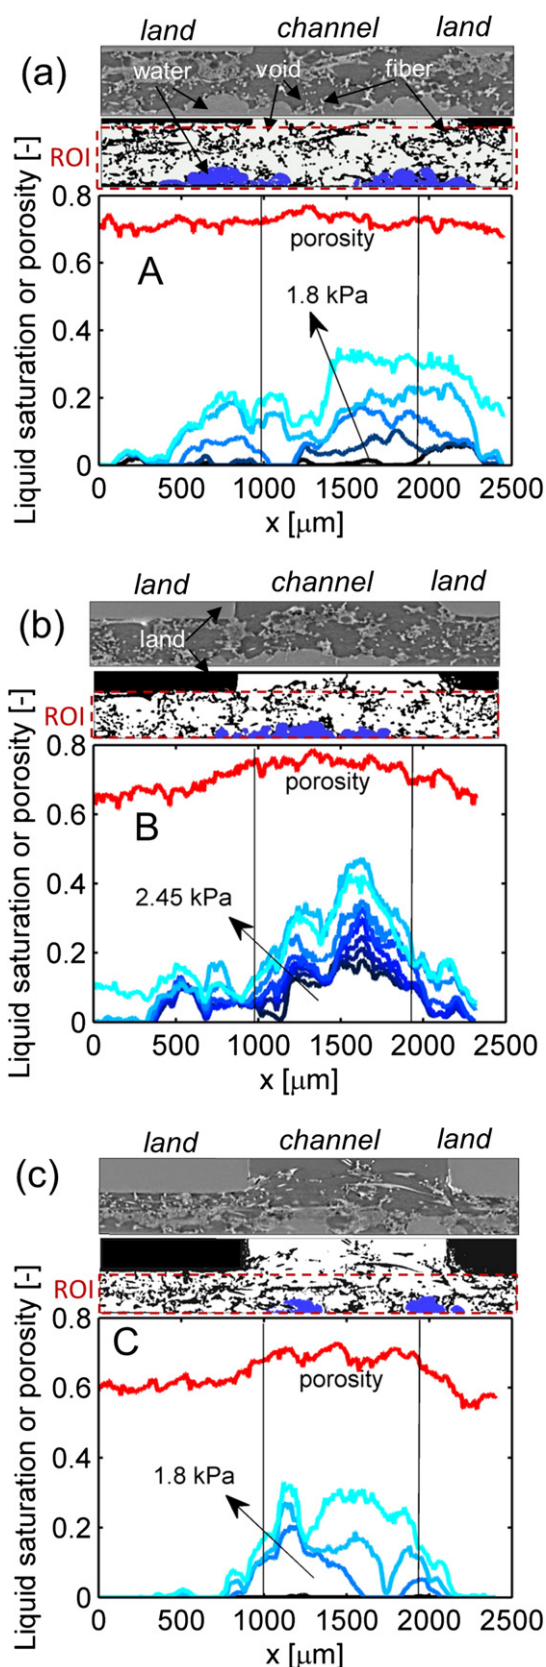 land channel land
(a)
water void fiber
ROI
Liquid saturation or porosity [-]
0.8
0.6
0.4
0.2
0
porosity
A
1.8 kPa
0 500 1000 1500 2000 2500
x [μm]
land channel land
(b)
land
ROI
Liquid saturation or porosity [-]
0.8
0.6
0.4
0.2
0
porosity
B
2.45 kPa
0 500 1000 1500 2000 2500
x [μm]
land channel land
(c)
ROI
Liquid saturation or porosity [-]
0.8
0.6
0.4
0.2
0
C
porosity
1.8 kPa
0 500 1000 1500 2000 2500
x [μm]